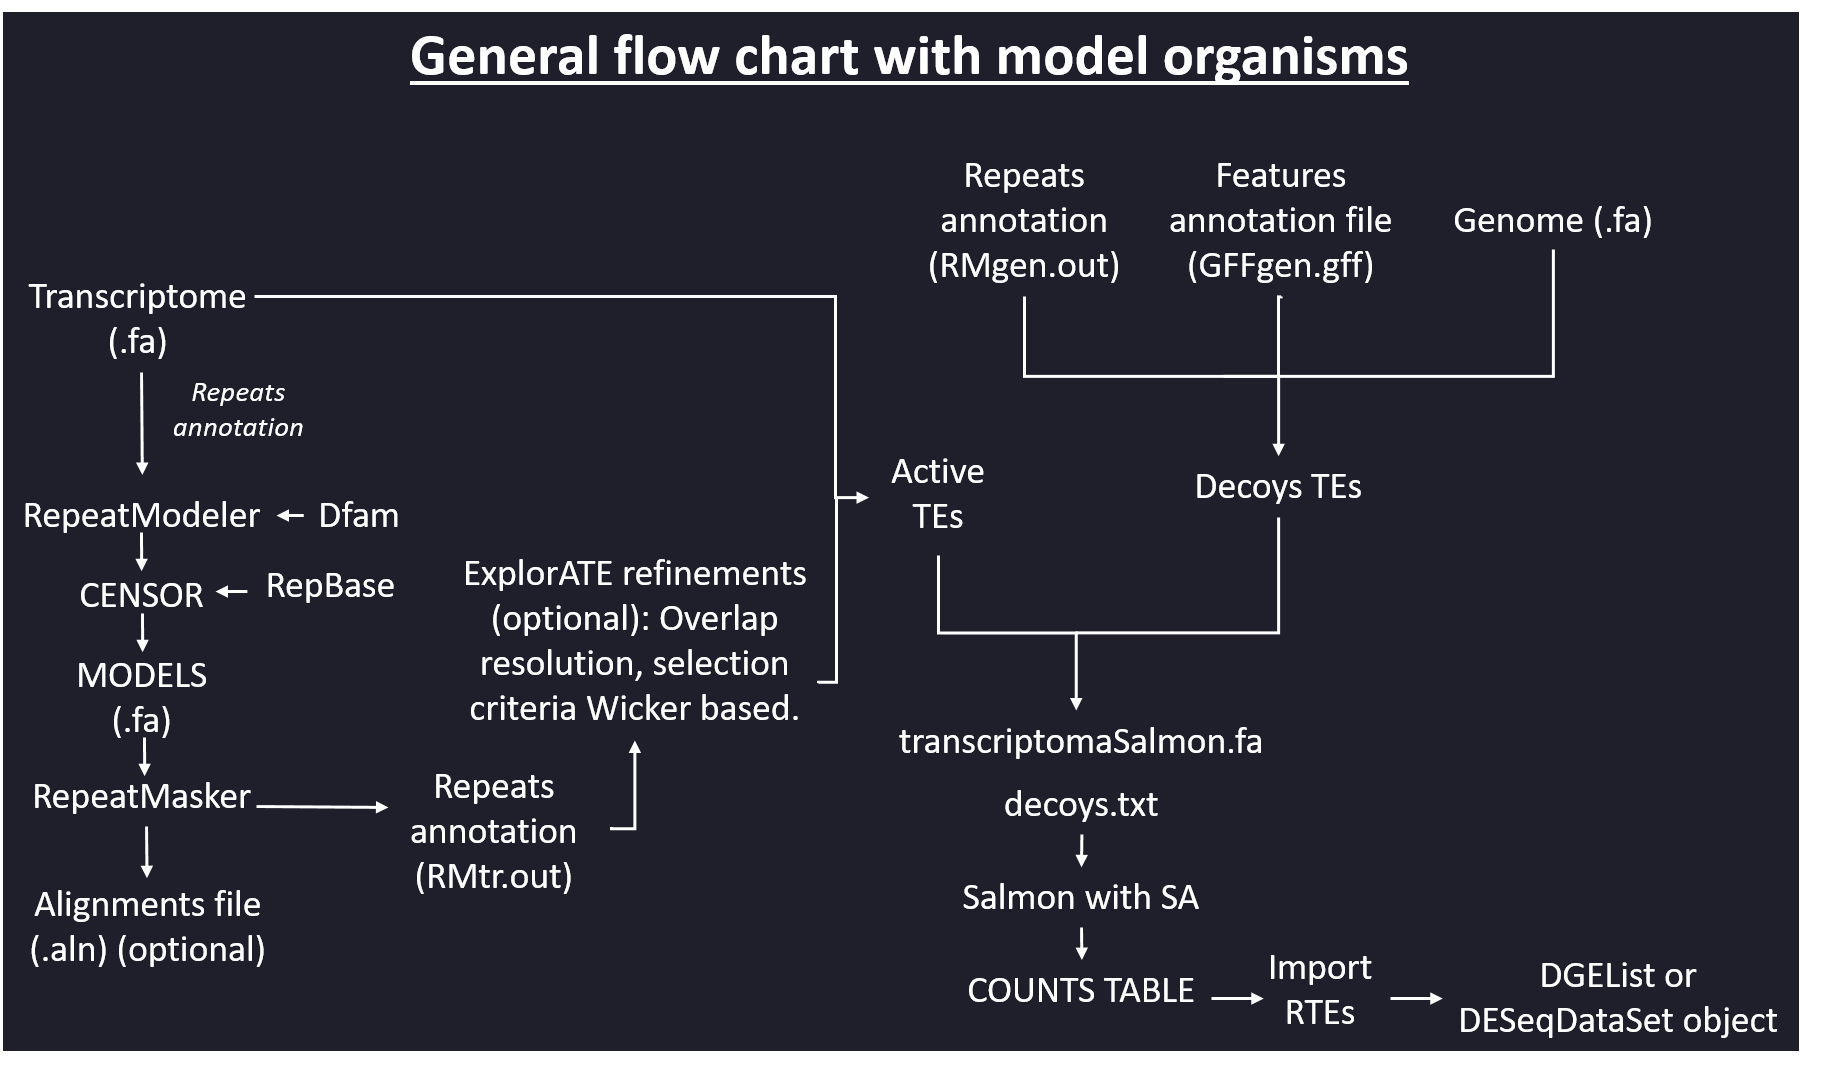 General flow chart with model organisms
Repeats
annotation
(RMgen.out)
Features
annotation file
(GFFgen.gff)
Genome (.fa)
Transcriptome
(.fa)
Repeats
annotation
RepeatModeler
Dfam
CENSOR
RepBase
MODELS
(.fa)
RepeatMasker
Alignments file
(.aln) (optional)
Repeats
annotation
(RMtr.out)
ExplorATE refinements
(optional): Overlap
resolution, selection
criteria Wicker based.
Active
TEs
Decoys TEs
transcriptomaSalmon.fa
decoys.txt
Salmon with SA
COUNTS TABLE
Import
RTEs
DGEList or
DESeqDataSet object